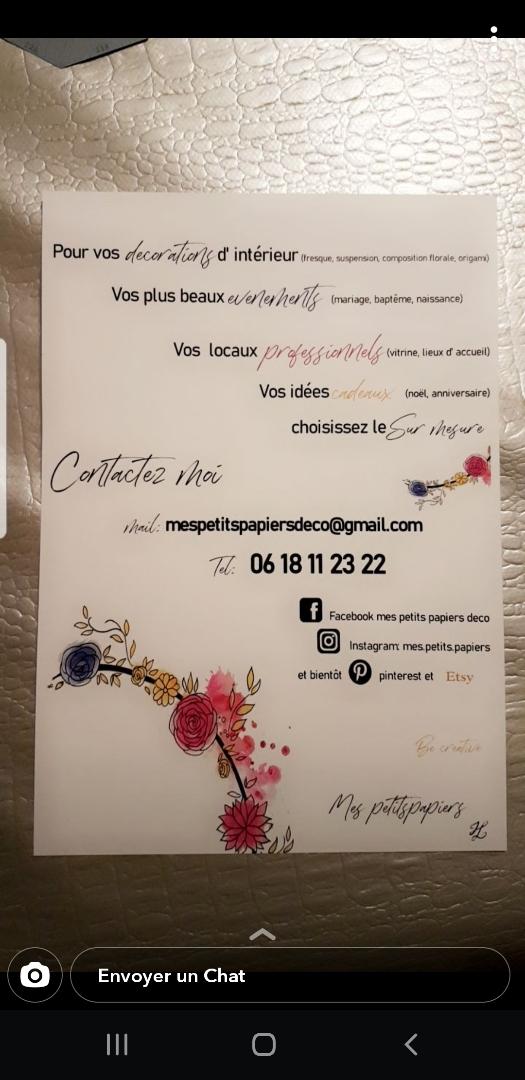 Pour vos decorations d' intérieur (fresque, suspension, composition florale, origami)
Vos plus beaux evenements (mariage, baptême, naissance)
Vos locaux professionnels (vitrine, lieux d' accueil)
Vos idées cadeaux (noël, anniversaire)
choisissez le Sur mesure
Contactez moi
mail: mespetitspapiersdeco@gmail.com
Tel: 06 18 11 23 22
Facebook mes petits papiers deco
Instagram: mes.petits.papiers
et bientôt pinterest et Etsy
Be creative
Mes petitspapiers
Envoyer un Chat